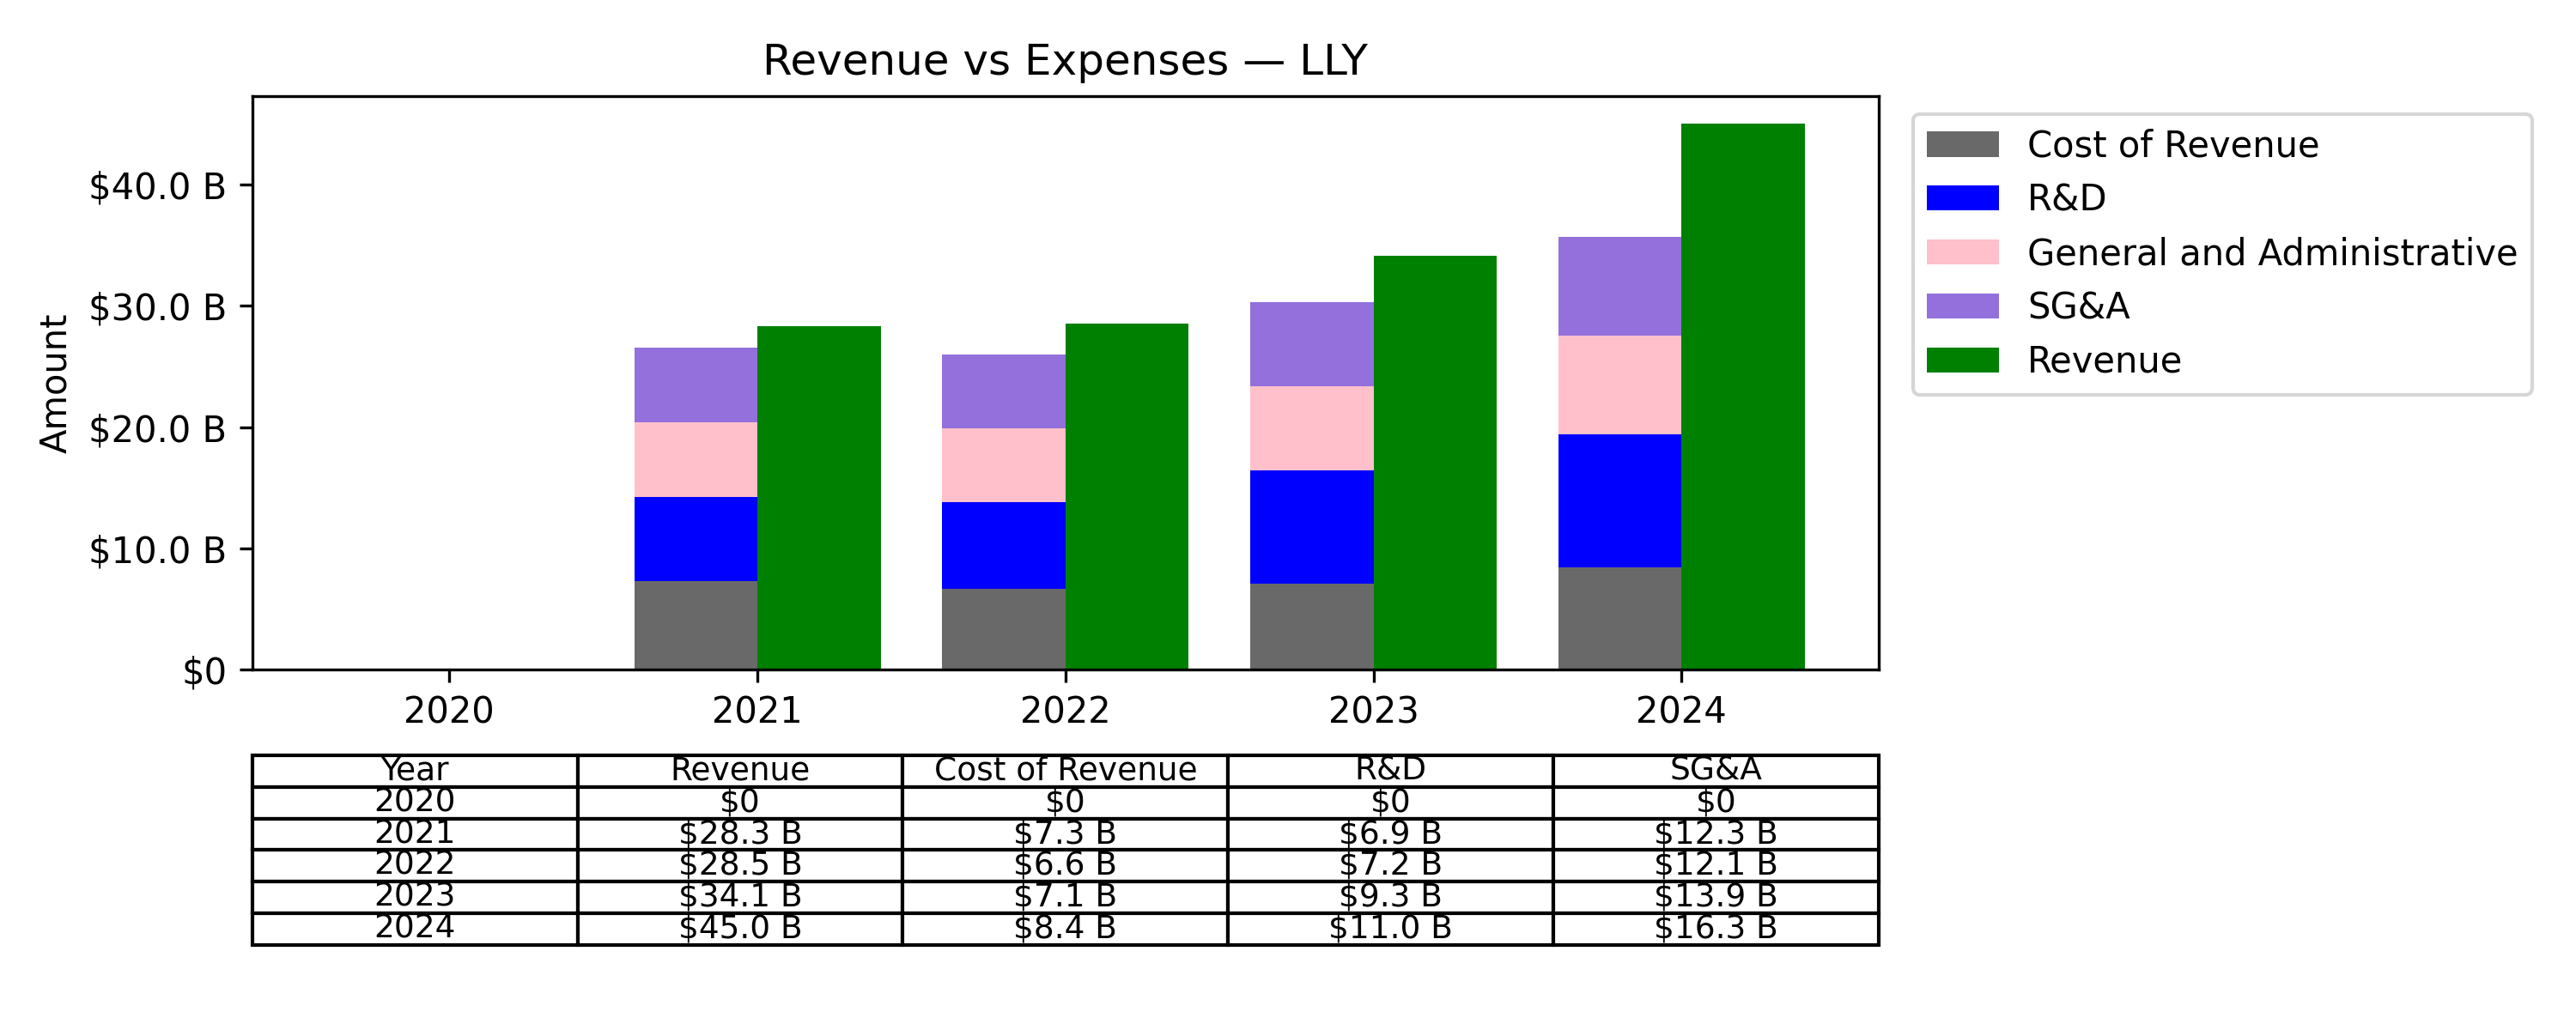 Revenue vs Expenses — LLY
Amount
$40.0 B
$30.0 B
$20.0 B
$10.0 B
$0
2020 2021 2022 2023 2024
Cost of Revenue
R&D
General and Administrative
SG&A
Revenue
Year Revenue Cost of Revenue R&D SG&A
2020 $0 $0 $0 $0
2021 $28.3 B $7.3 B $6.9 B $12.3 B
2022 $28.5 B $6.6 B $7.2 B $12.1 B
2023 $34.1 B $7.1 B $9.3 B $13.9 B
2024 $45.0 B $8.4 B $11.0 B $16.3 B